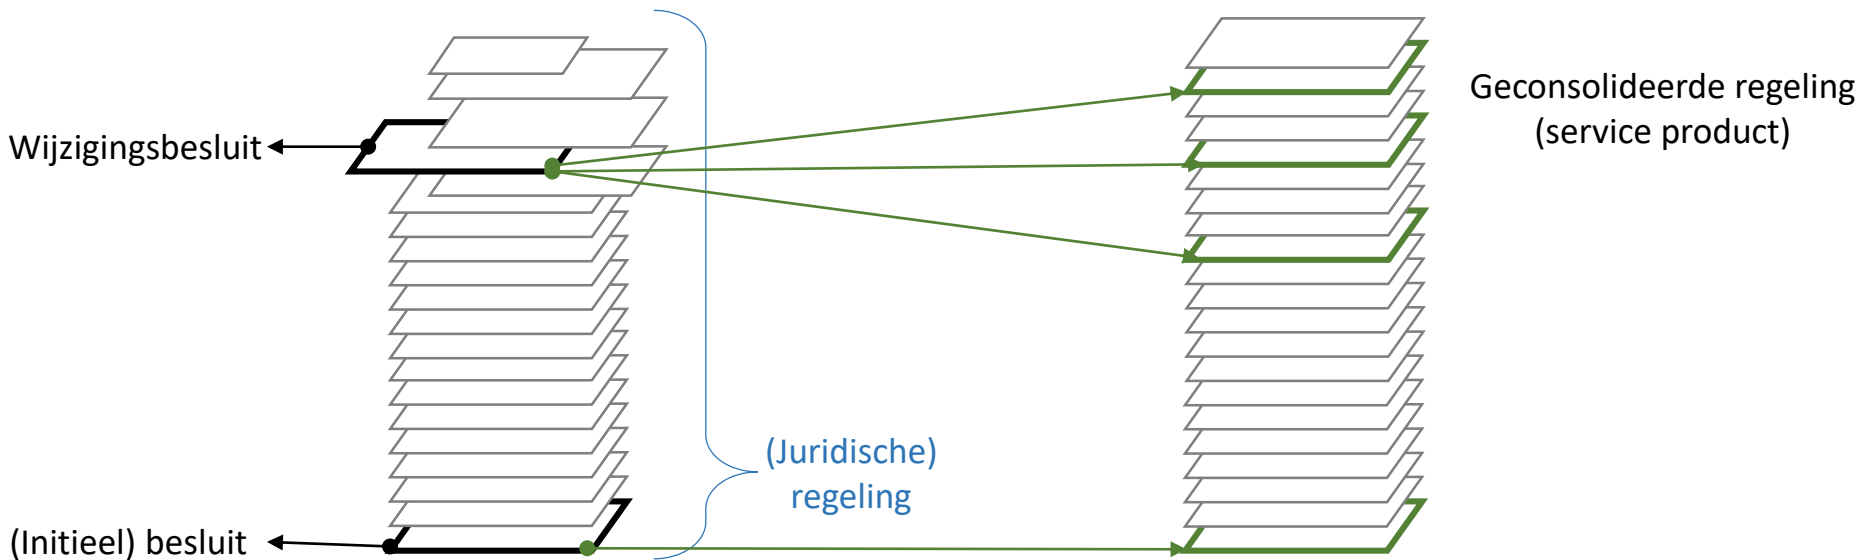 Geconsolideerde regeling
(service product)
Wijzigingsbesluit
(Juridische)
regeling
(Initieel) besluit